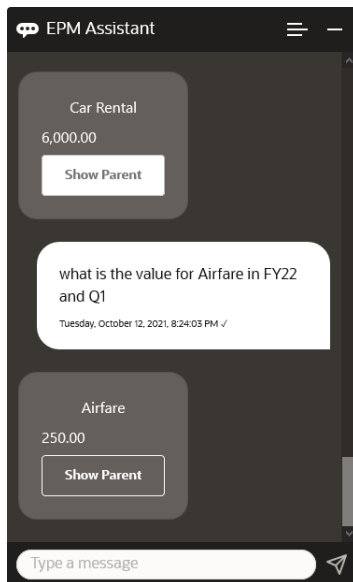 EPM Assistant
Car Rental
6,000.00
Show Parent
what is the value for Airfare in FY22
and Q1
Tuesday, October 12, 2021, 8:24:03 PM ✓
Airfare
250.00
Show Parent
Type a message